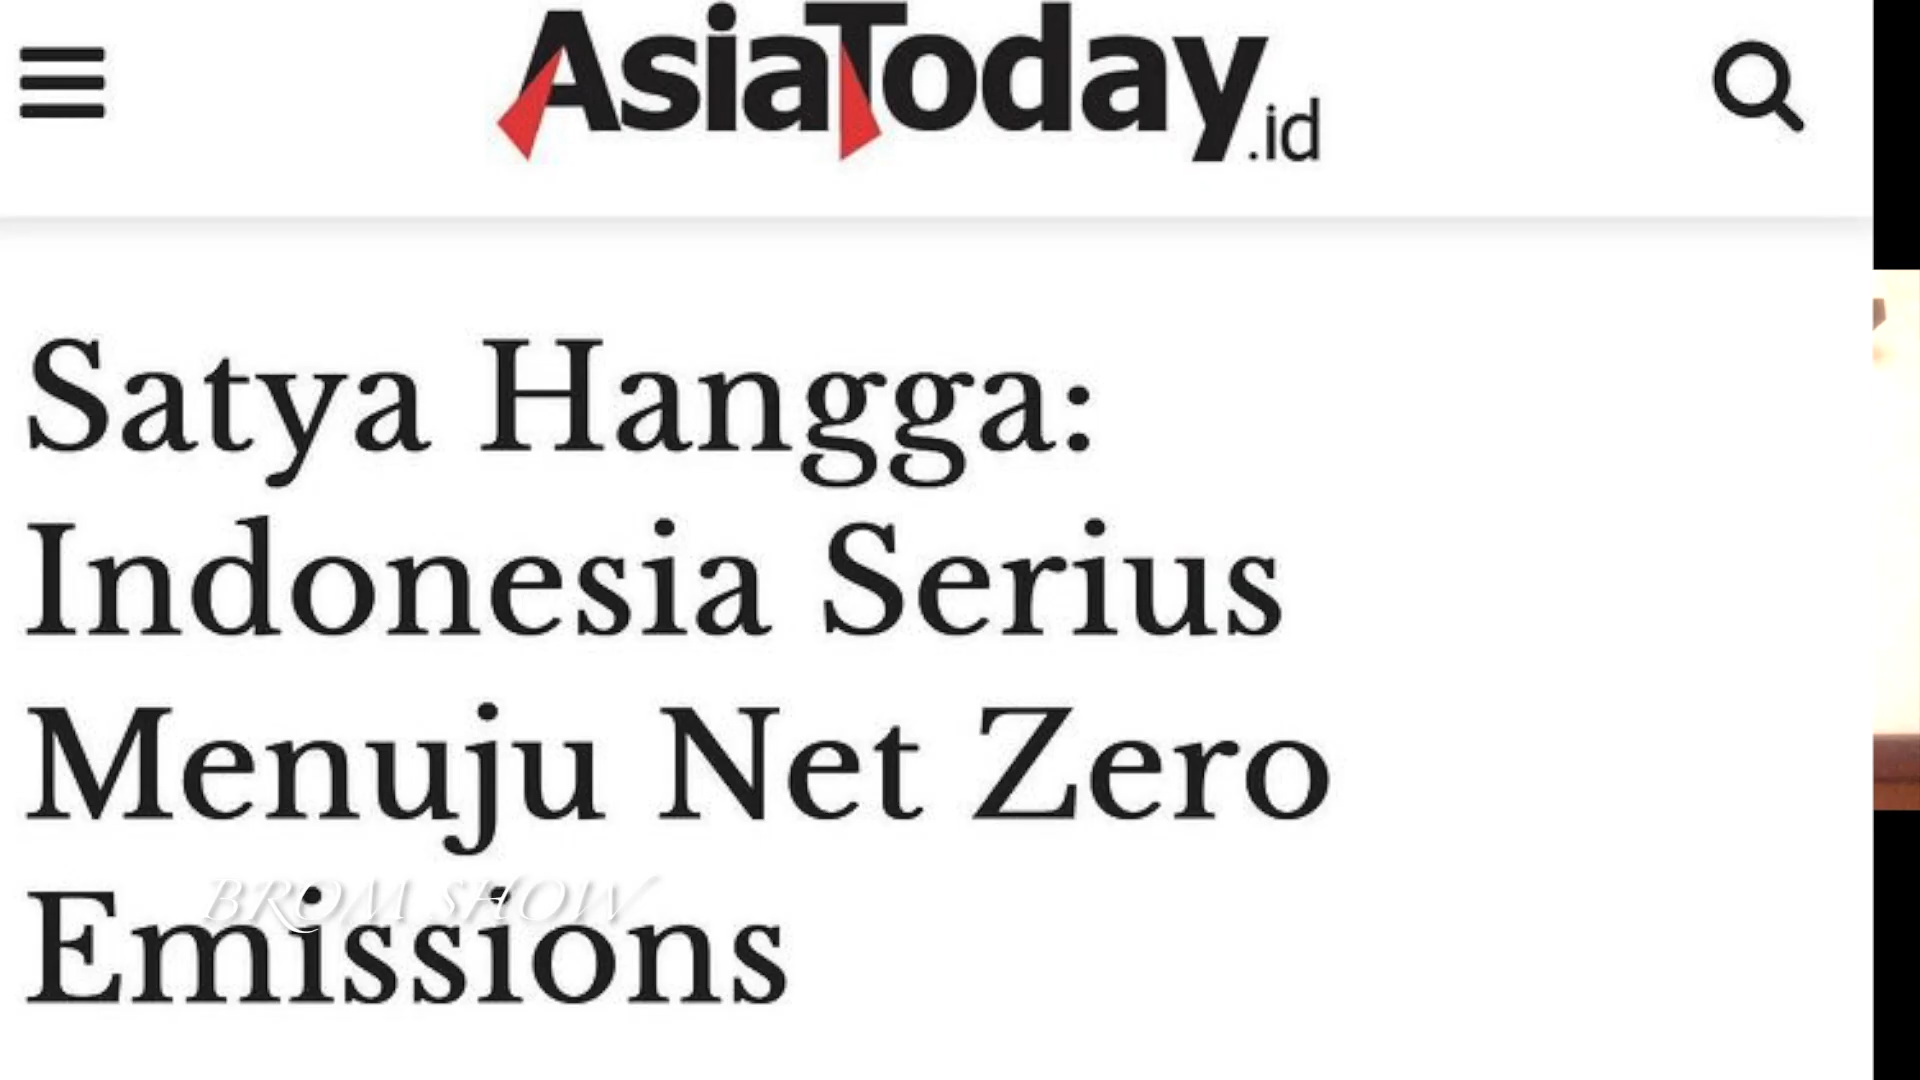 AsiaToday.id
Satya Hangga:
Indonesia Serius
Menuju Net Zero
Emissions
BROM SHOW